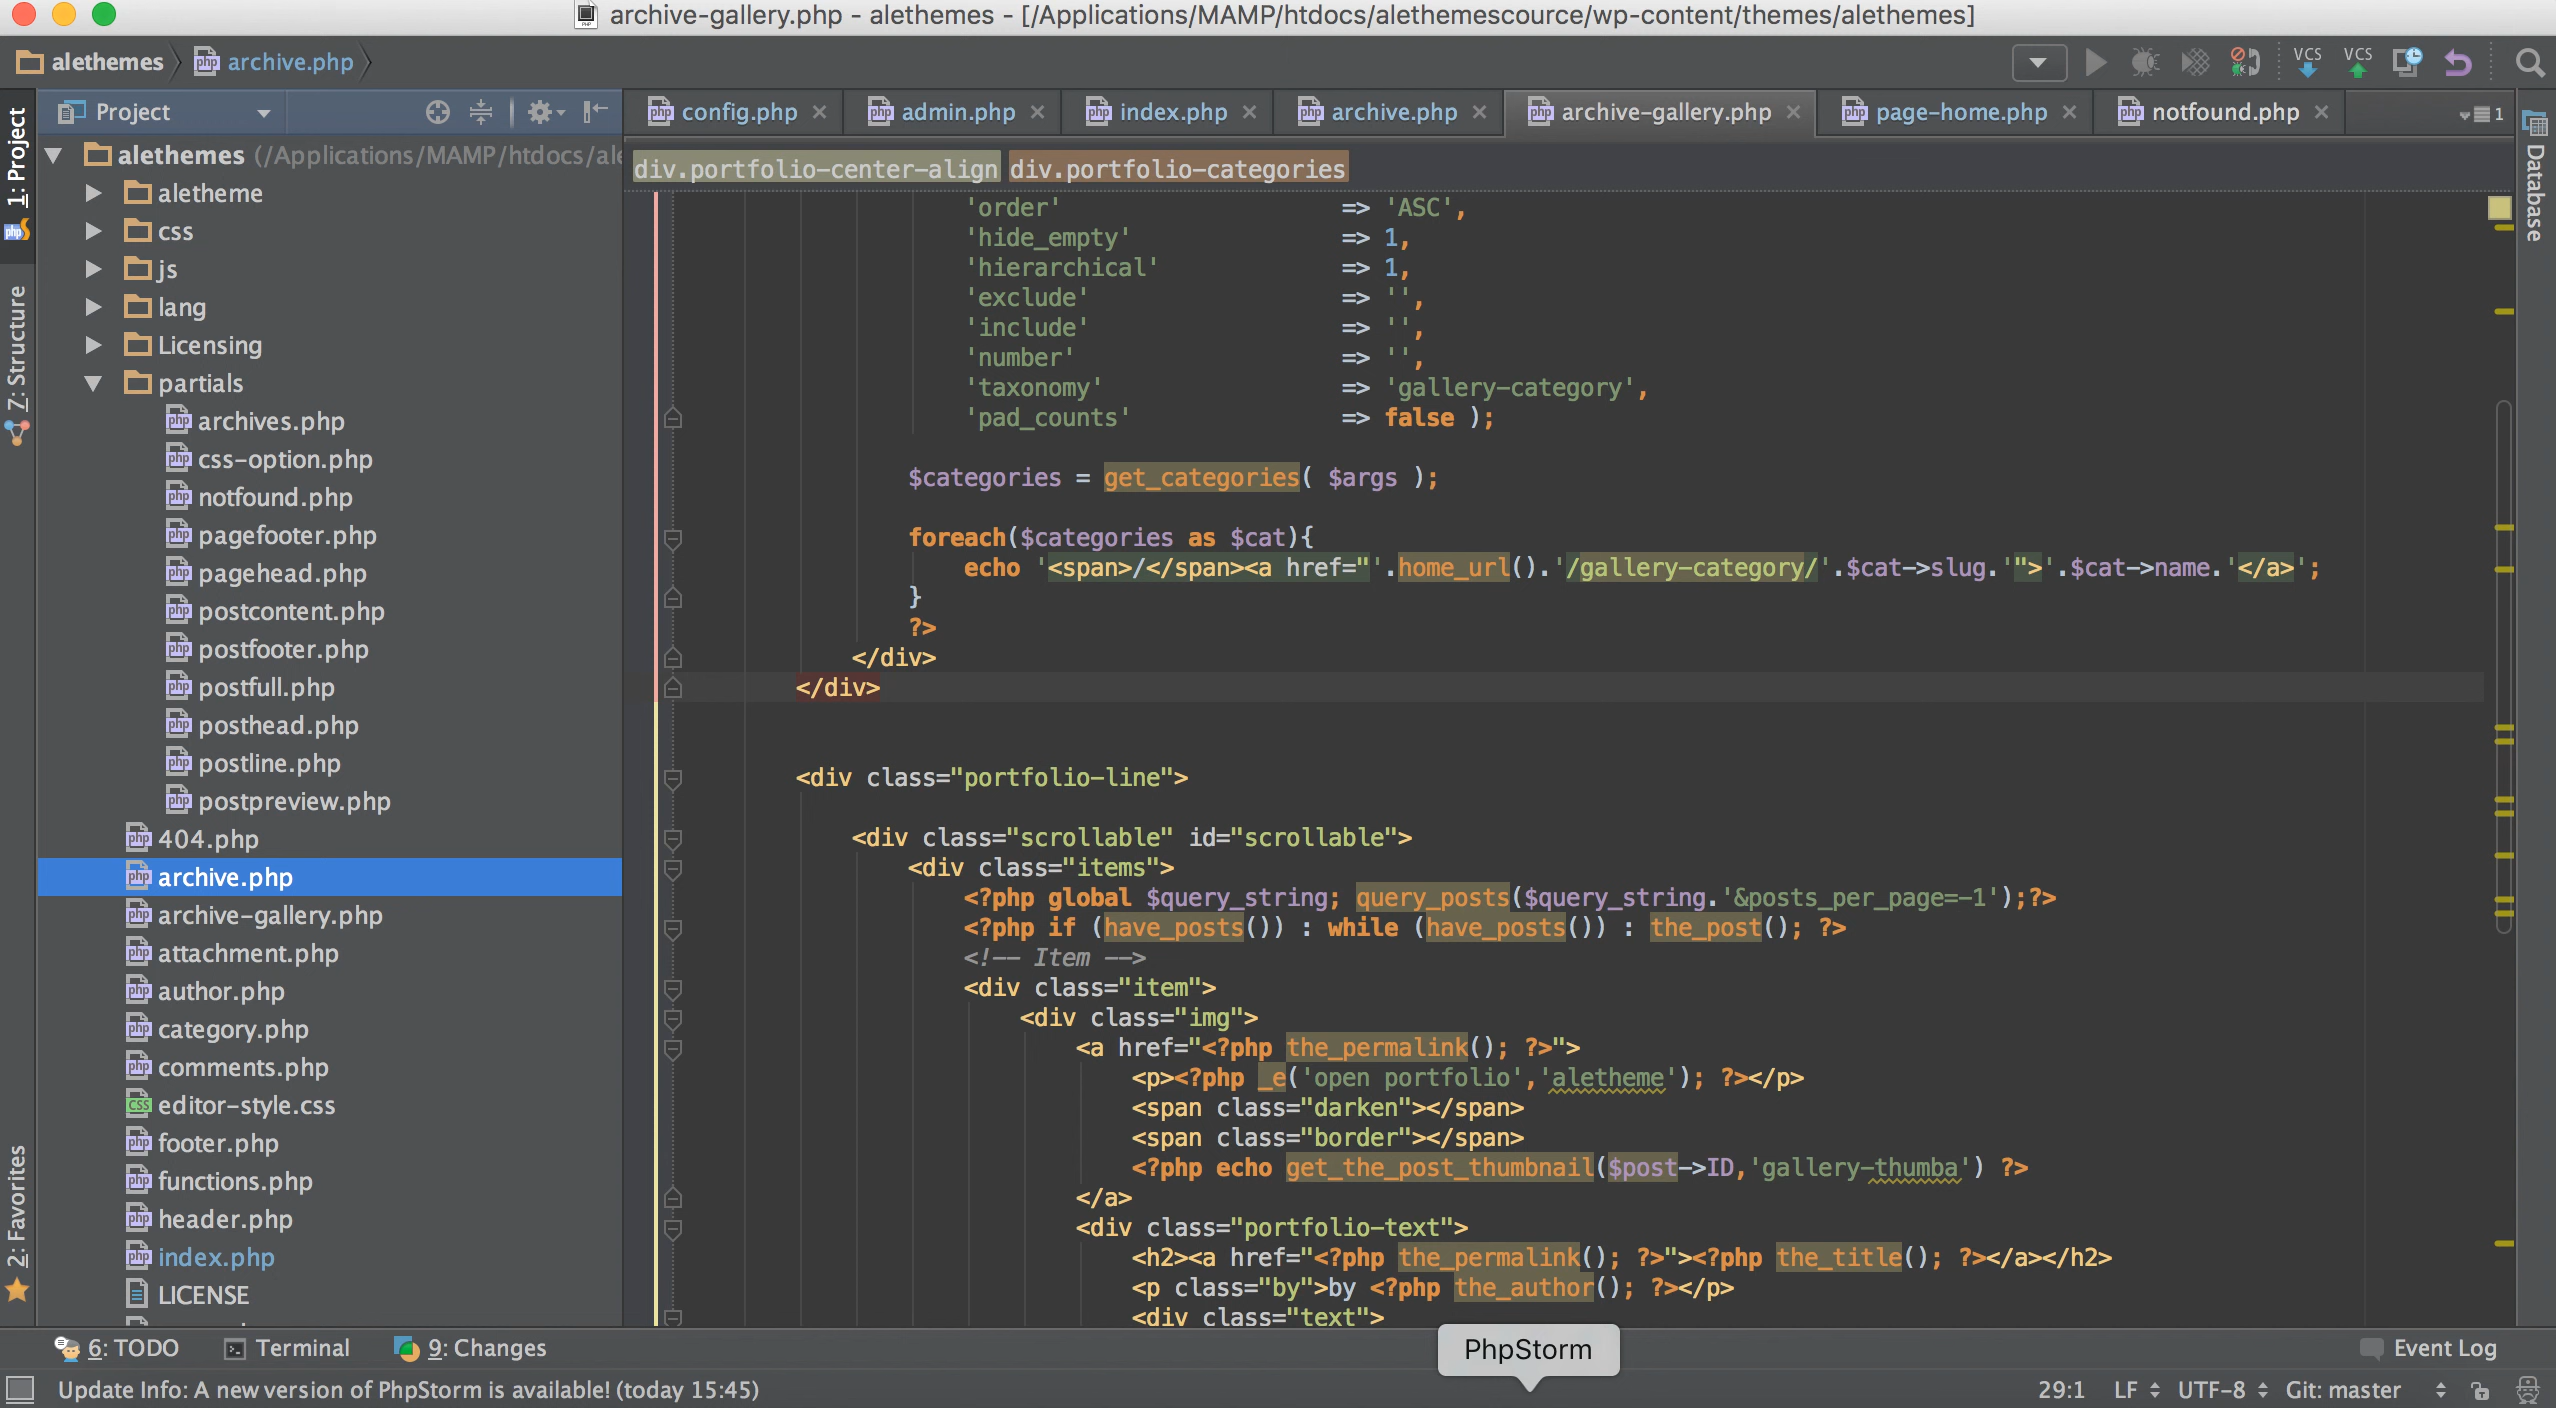 archive-gallery.php - alethemes - [/Applications/MAMP/htdocs/alethemescource/wp-content/themes/alethemes]
alethemes archive.php
VCS VCS
Project
config.php admin.php index.php archive.php archive-gallery.php page-home.php notfound.php 1
1: Project
7: Structure
2: Favorites
Database
alethemes (/Applications/MAMP/htdocs/ale
aletheme
css
js
lang
Licensing
partials
archives.php
css-option.php
notfound.php
pagefooter.php
pagehead.php
postcontent.php
postfooter.php
postfull.php
posthead.php
postline.php
postpreview.php
404.php
archive.php
archive-gallery.php
attachment.php
author.php
category.php
comments.php
editor-style.css
footer.php
functions.php
header.php
index.php
LICENSE
div.portfolio-center-align div.portfolio-categories
'order' => 'ASC',
'hide_empty' => 1,
'hierarchical' => 1,
'exclude' => '',
'include' => '',
'number' => '',
'taxonomy' => 'gallery-category',
'pad_counts' => false );
$categories = get_categories( $args );
foreach($categories as $cat){
echo '<span>/</span><a href="'.home_url().'/gallery-category/'.$cat->slug.'">'.$cat->name.'</a>';
}
?>
</div>
</div>
<div class="portfolio-line">
<div class="scrollable" id="scrollable">
<div class="items">
<?php global $query_string; query_posts($query_string.'&posts_per_page=-1');?>
<?php if (have_posts()) : while (have_posts()) : the_post(); ?>
<!-- Item -->
<div class="item">
<div class="img">
<a href="<?php the_permalink(); ?>">
<p><?php _e('open portfolio','aletheme'); ?></p>
<span class="darken"></span>
<span class="border"></span>
<?php echo get_the_post_thumbnail($post->ID,'gallery-thumba') ?>
</a>
<div class="portfolio-text">
<h2><a href="<?php the_permalink(); ?>"><?php the_title(); ?></a></h2>
<p class="by">by <?php the_author(); ?></p>
<div class="text">
6: TODO Terminal 9: Changes PhpStorm Event Log
Update Info: A new version of PhpStorm is available! (today 15:45) 29:1 LF UTF-8 Git: master